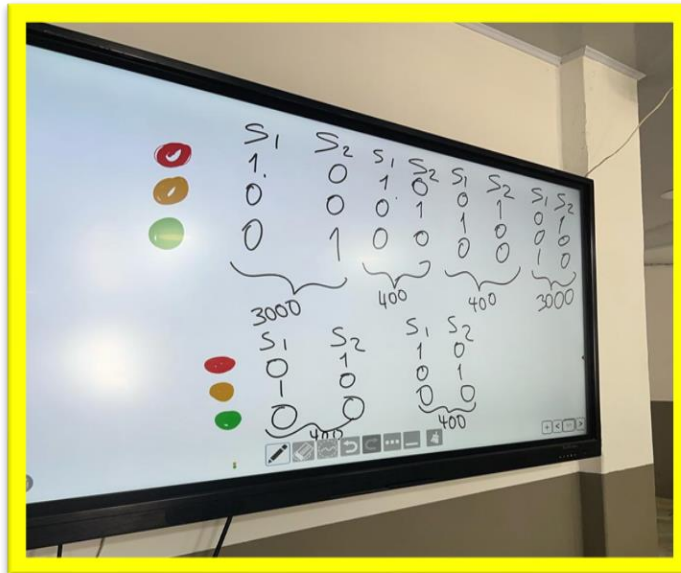 S1 S2 S1 S2 S1 S2 S1 S2
1 0 1 0 0 1 0 1
0 0 0 1 1 0 0 0
0 1 0 0 0 0 1 0
3000 400 400 3000
S1 S2 S1 S2
0 1 1 0
1 0 0 1
0 0 0 0
400 400